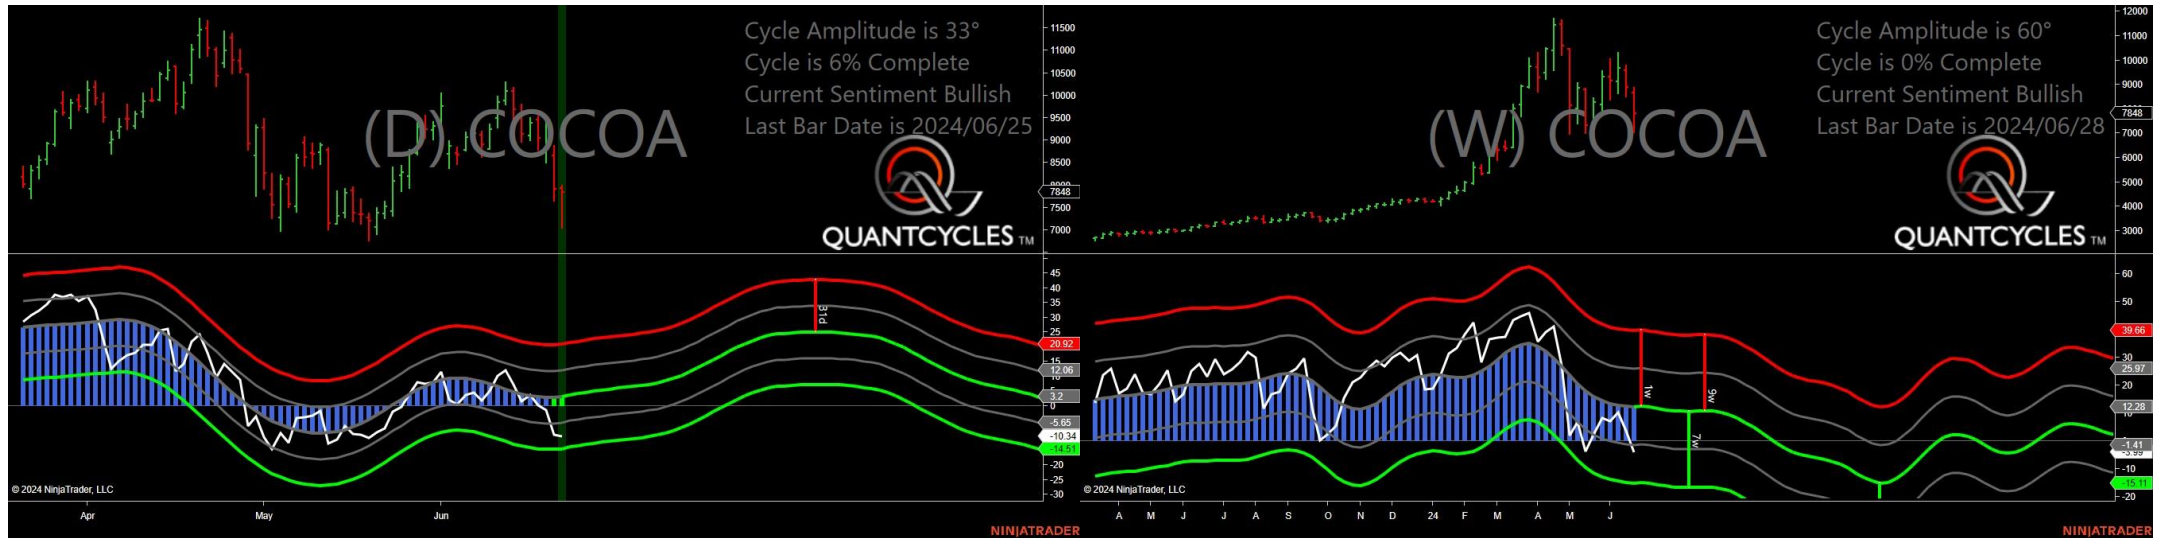 Cycle Amplitude is 33°
Cycle is 6% Complete
Current Sentiment Bullish
Last Bar Date is 2024/06/25
(D) COCOA
QUANTCYCLES TM
11500
11000
10500
10000
9500
9000
8500
7848
7500
7000
45
40
35
30
25
20.92
15
12.06
5
3.2
0
-5.65
-10.34
-14.51
-20
-25
-30
31d
© 2024 NinjaTrader, LLC
Apr May Jun
NINJATRADER
Cycle Amplitude is 60°
Cycle is 0% Complete
Current Sentiment Bullish
Last Bar Date is 2024/06/28
(W) COCOA
QUANTCYCLES TM
12000
11000
10000
9000
7848
7000
6000
5000
4000
3000
60
50
39.66
30
25.97
20
12.28
-1.41
-3.99
-10
-15.11
-20
1w
9w
7w
© 2024 NinjaTrader, LLC
A M J J A S O N D 24 F M A M J
NINJATRADER